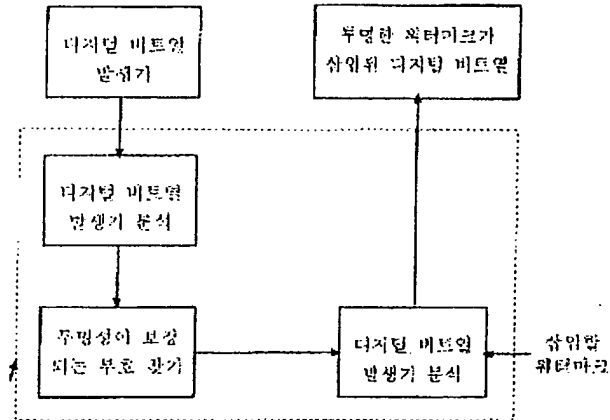 디지털 비트열
발생기
투명한 워터마크가
삽입된 디지털 비트열
디지털 비트열
발생기 분석
투명성이 보장
되는 부호 찾기
디지털 비트열
발생기 분석
삽입할
워터마크